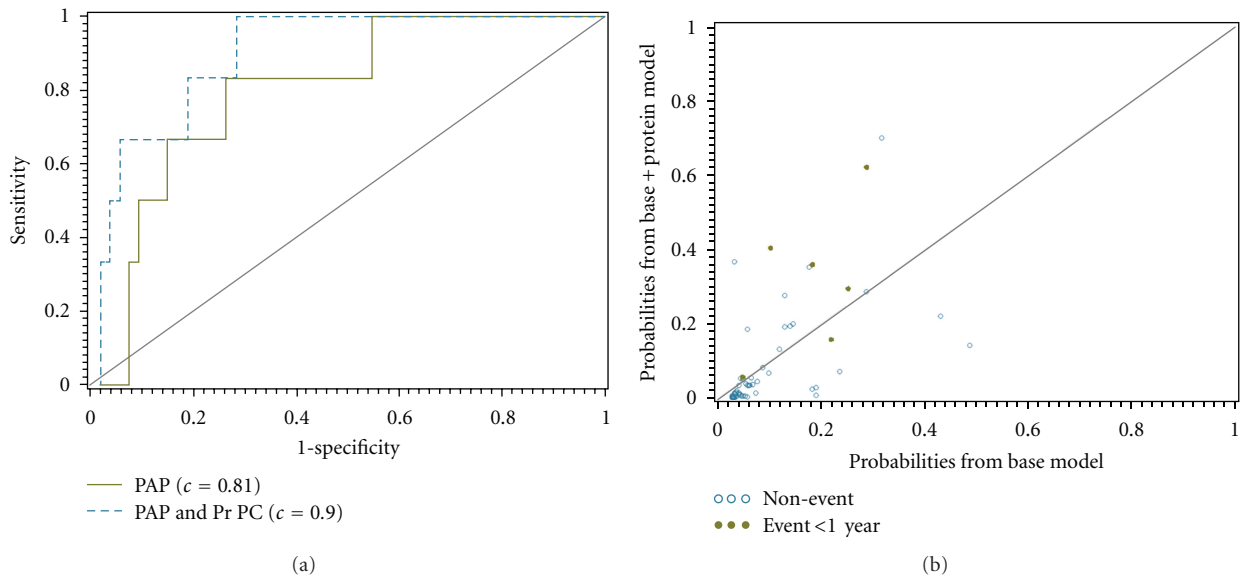 1
0.8
0.6
0.4
0.2
0
Sensitivity
0
0.2
0.4
0.6
0.8
1
1-specificity
PAP (c = 0.81)
PAP and Pr PC (c = 0.9)
(a)
1
0.8
0.6
0.4
0.2
0
Probabilities from base + protein model
0
0.2
0.4
0.6
0.8
1
Probabilities from base model
Non-event
Event <1 year
(b)